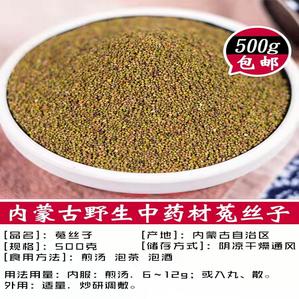 500g
包邮
内蒙古野生中药材菟丝子
[品名]：菟丝子 [产地]：内蒙古自治区
[规格]：500克 [储存方式]：阴凉干燥通风
[食用方法]：煎汤 泡茶 泡酒
用法用量：内服：煎汤，6~12g；或入丸、散。
外用：适量，炒研调敷。